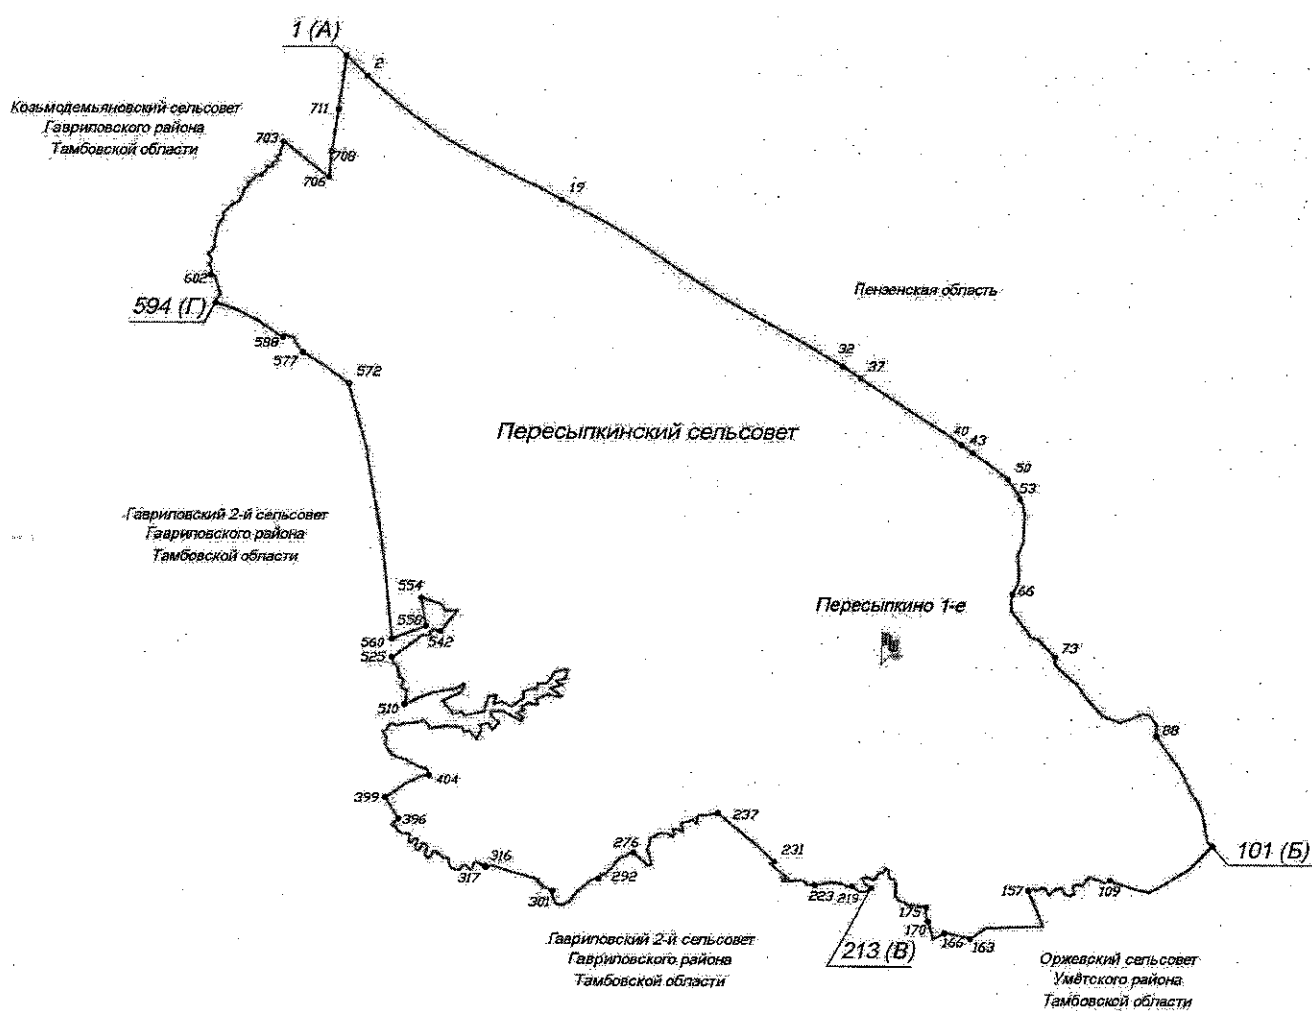 1 (А)
2
Козьмодемьяновский сельсовет
Гавриловского района
Тамбовской области
711
703
708
706
19
602
594 (Г)
Пензенская область
588
577
572
32
37
Пересыпкинский сельсовет
40
43
50
53
Гавриловский 2-й сельсовет
Гавриловского района
Тамбовской области
554
558
560
542
525
66
Пересыпкино 1-е
73
510
88
404
399
396
237
276
231
316
317
292
301
223
219
101 (Б)
109
157
175
170
166
163
213 (В)
Гавриловский 2-й сельсовет
Гавриловского района
Тамбовской области
Оржевский сельсовет
Умётского района
Тамбовской области